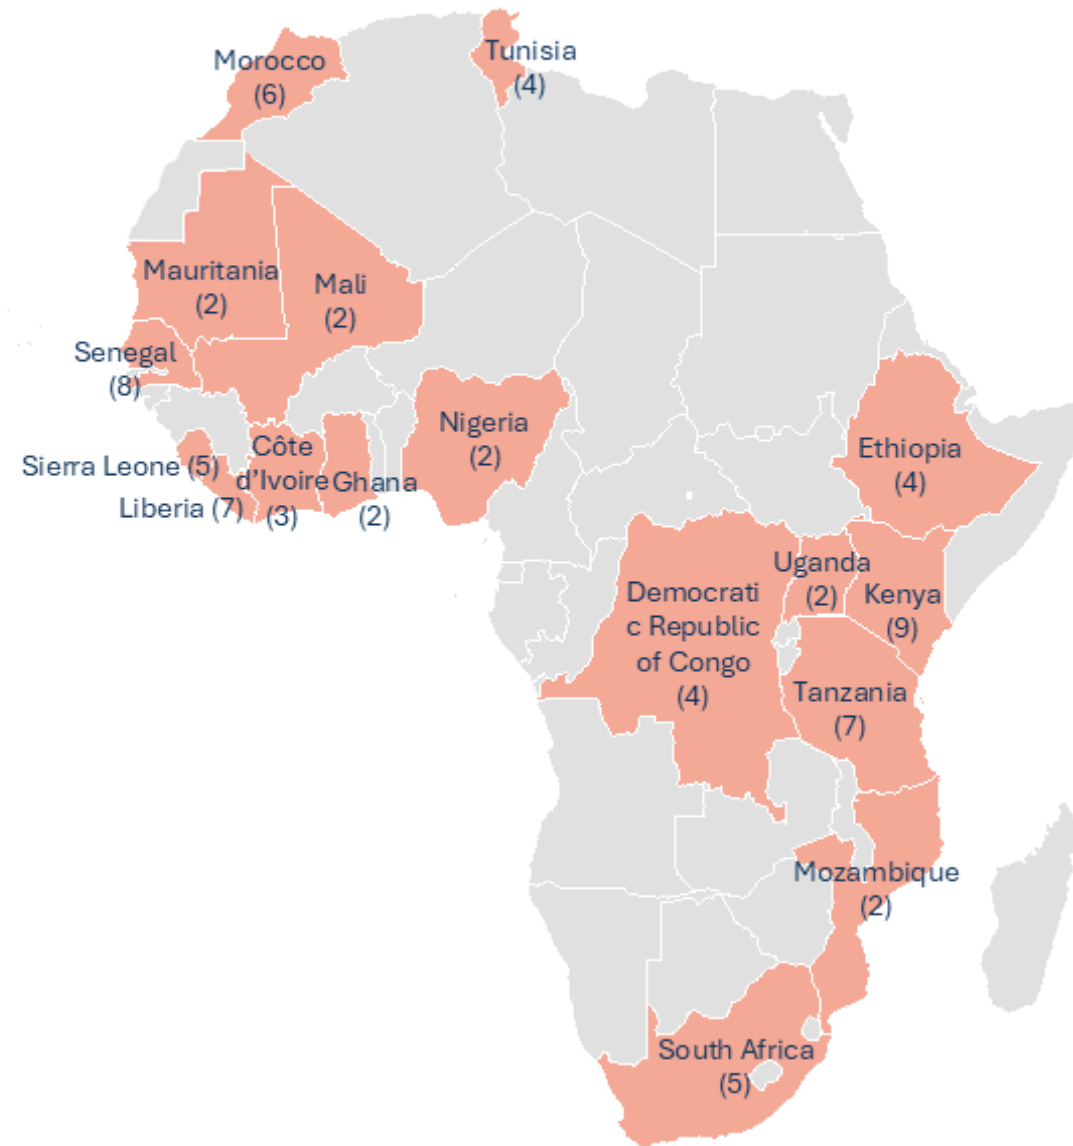 Morocco
(6)
Tunisia
(4)
Mauritania
(2)
Mali
(2)
Senegal
(8)
Nigeria
(2)
Sierra Leone (5)
Liberia (7)
Côte
d’Ivoire
(3)
Ghana
(2)
Ethiopia
(4)
Uganda
(2)
Kenya
(9)
Democrati
c Republic
of Congo
(4)
Tanzania
(7)
Mozambique
(2)
South Africa
(5)